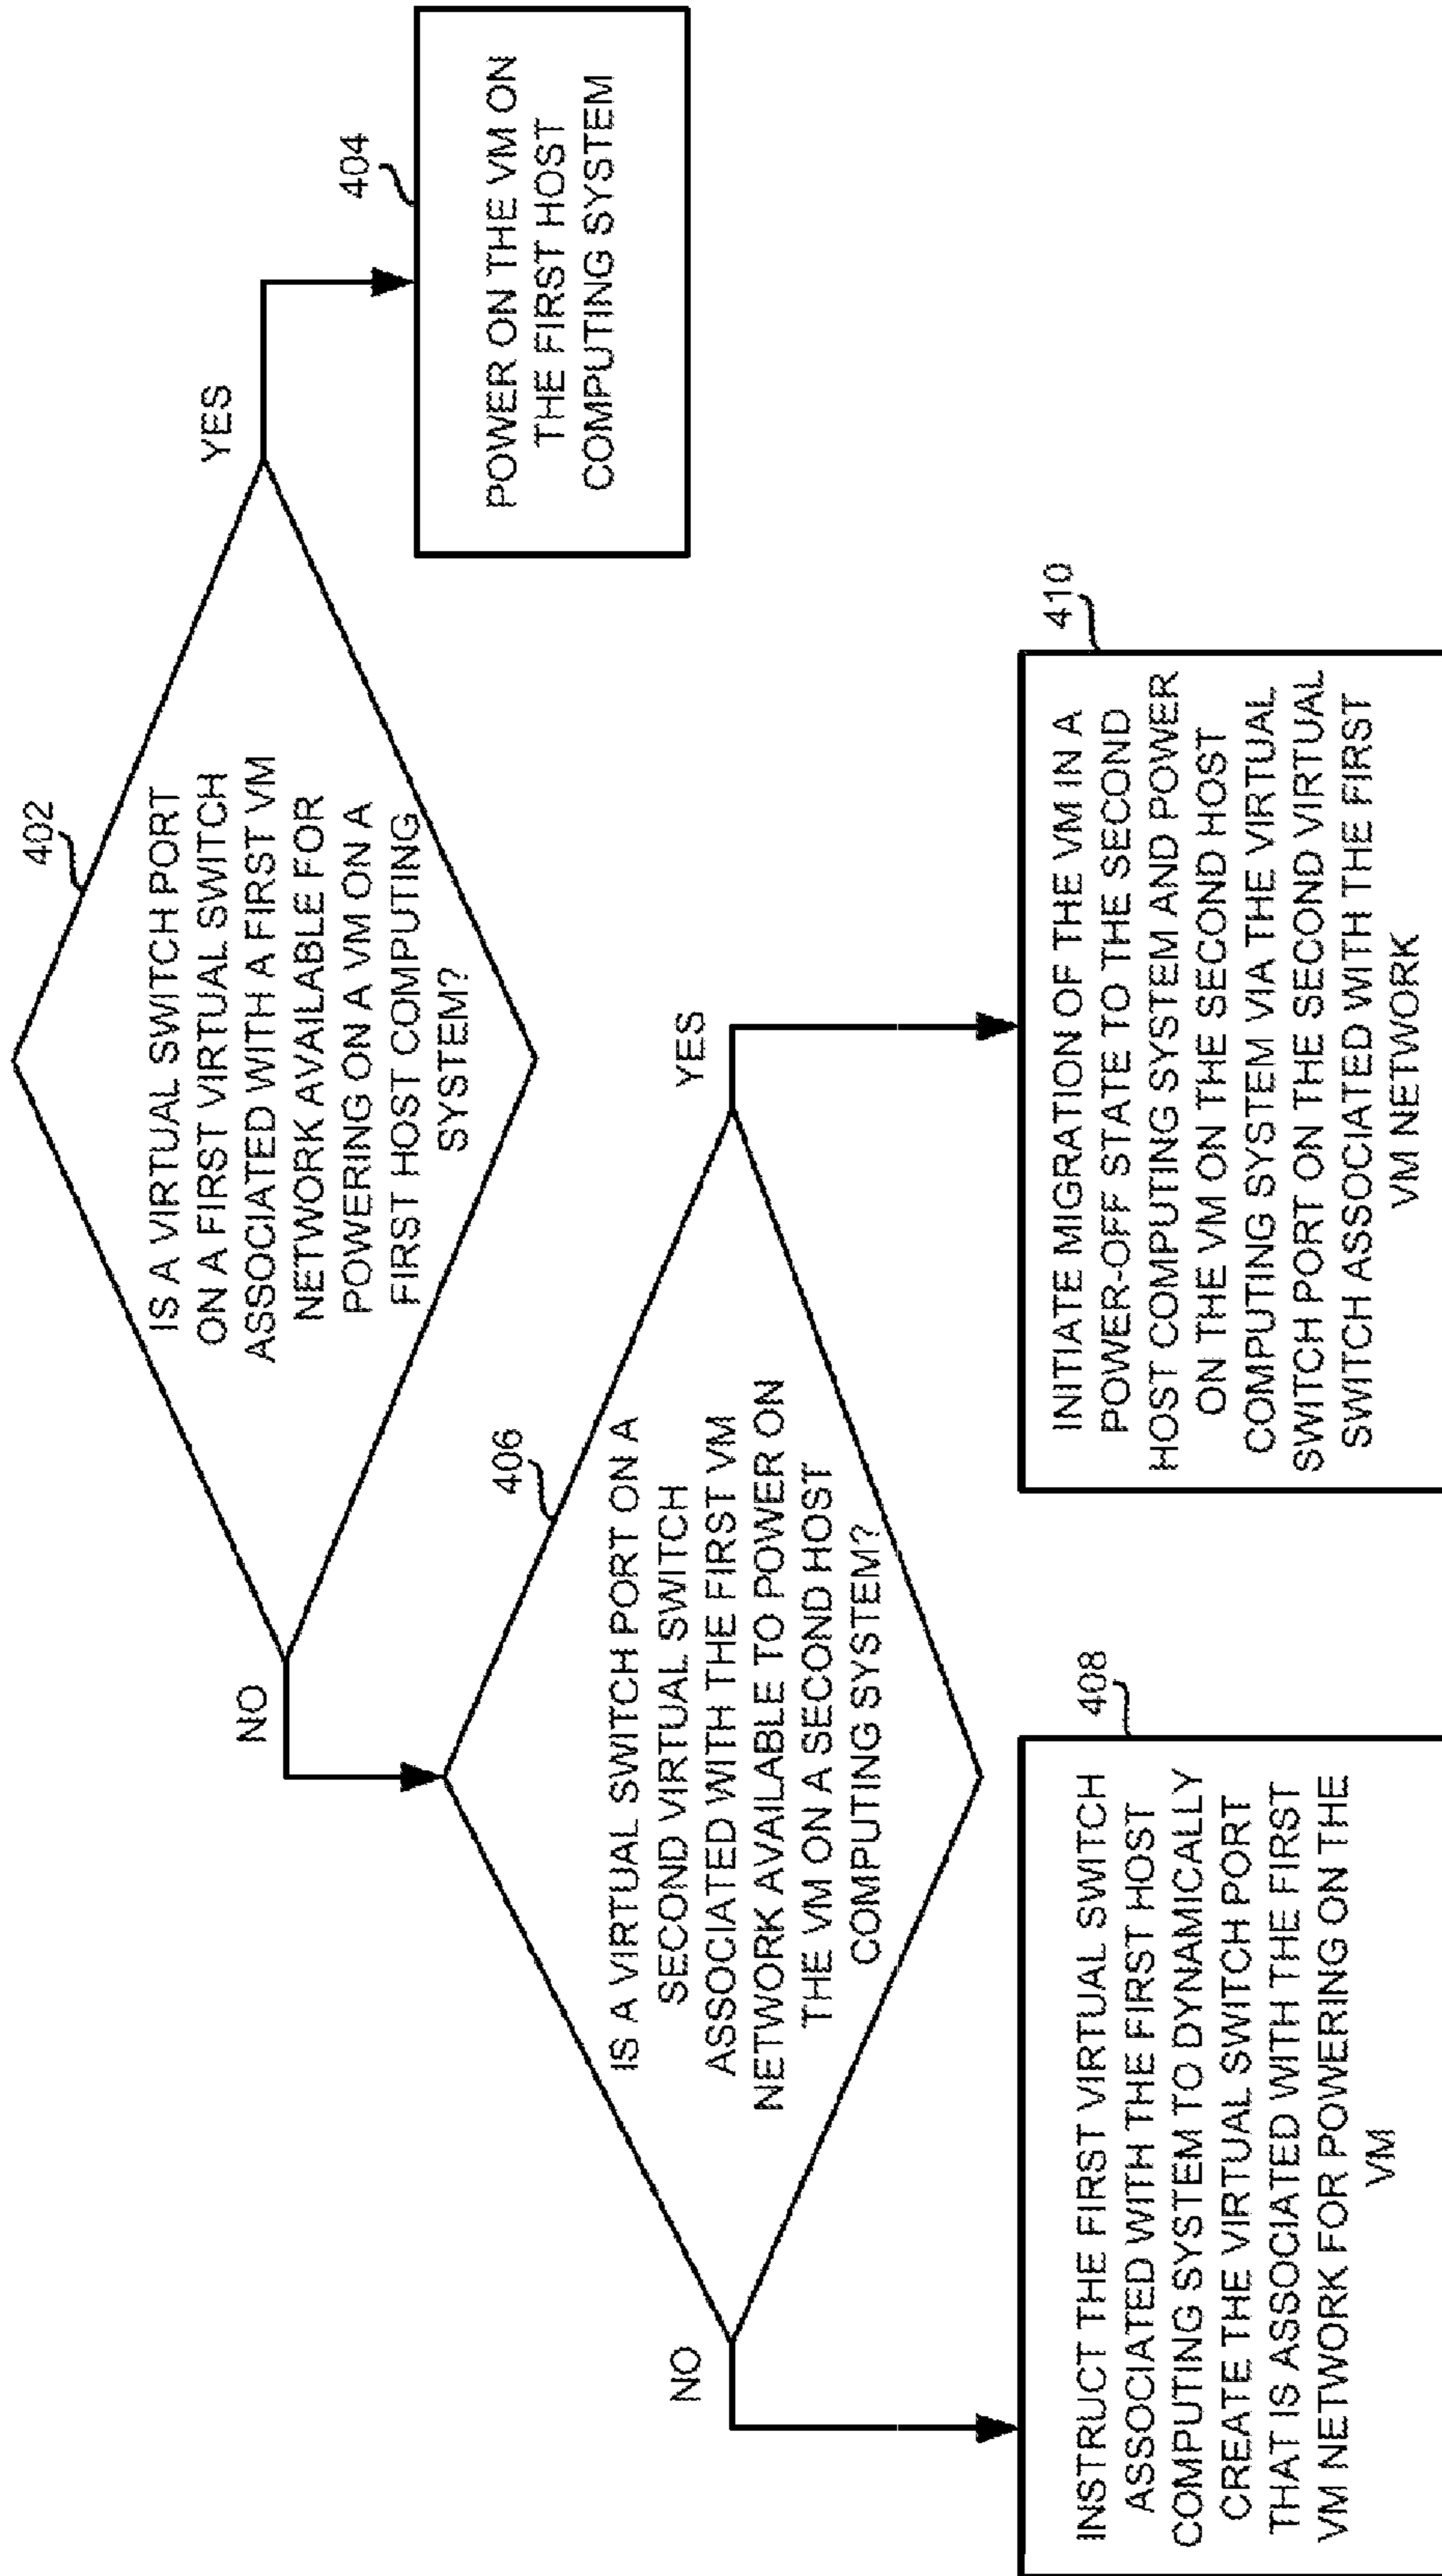 402
IS A VIRTUAL SWITCH PORT
ON A FIRST VIRTUAL SWITCH
ASSOCIATED WITH A FIRST VM
NETWORK AVAILABLE FOR
POWERING ON A VM ON A
FIRST HOST COMPUTING
SYSTEM?
YES
404
POWER ON THE VM ON
THE FIRST HOST
COMPUTING SYSTEM
NO
406
IS A VIRTUAL SWITCH PORT ON A
SECOND VIRTUAL SWITCH
ASSOCIATED WITH THE FIRST VM
NETWORK AVAILABLE TO POWER ON
THE VM ON A SECOND HOST
COMPUTING SYSTEM?
NO
YES
408
INSTRUCT THE FIRST VIRTUAL SWITCH
ASSOCIATED WITH THE FIRST HOST
COMPUTING SYSTEM TO DYNAMICALLY
CREATE THE VIRTUAL SWITCH PORT
THAT IS ASSOCIATED WITH THE FIRST
VM NETWORK FOR POWERING ON THE
VM
410
INITIATE MIGRATION OF THE VM IN A
POWER-OFF STATE TO THE SECOND
HOST COMPUTING SYSTEM AND POWER
ON THE VM ON THE SECOND HOST
COMPUTING SYSTEM VIA THE VIRTUAL
SWITCH PORT ON THE SECOND VIRTUAL
SWITCH ASSOCIATED WITH THE FIRST
VM NETWORK